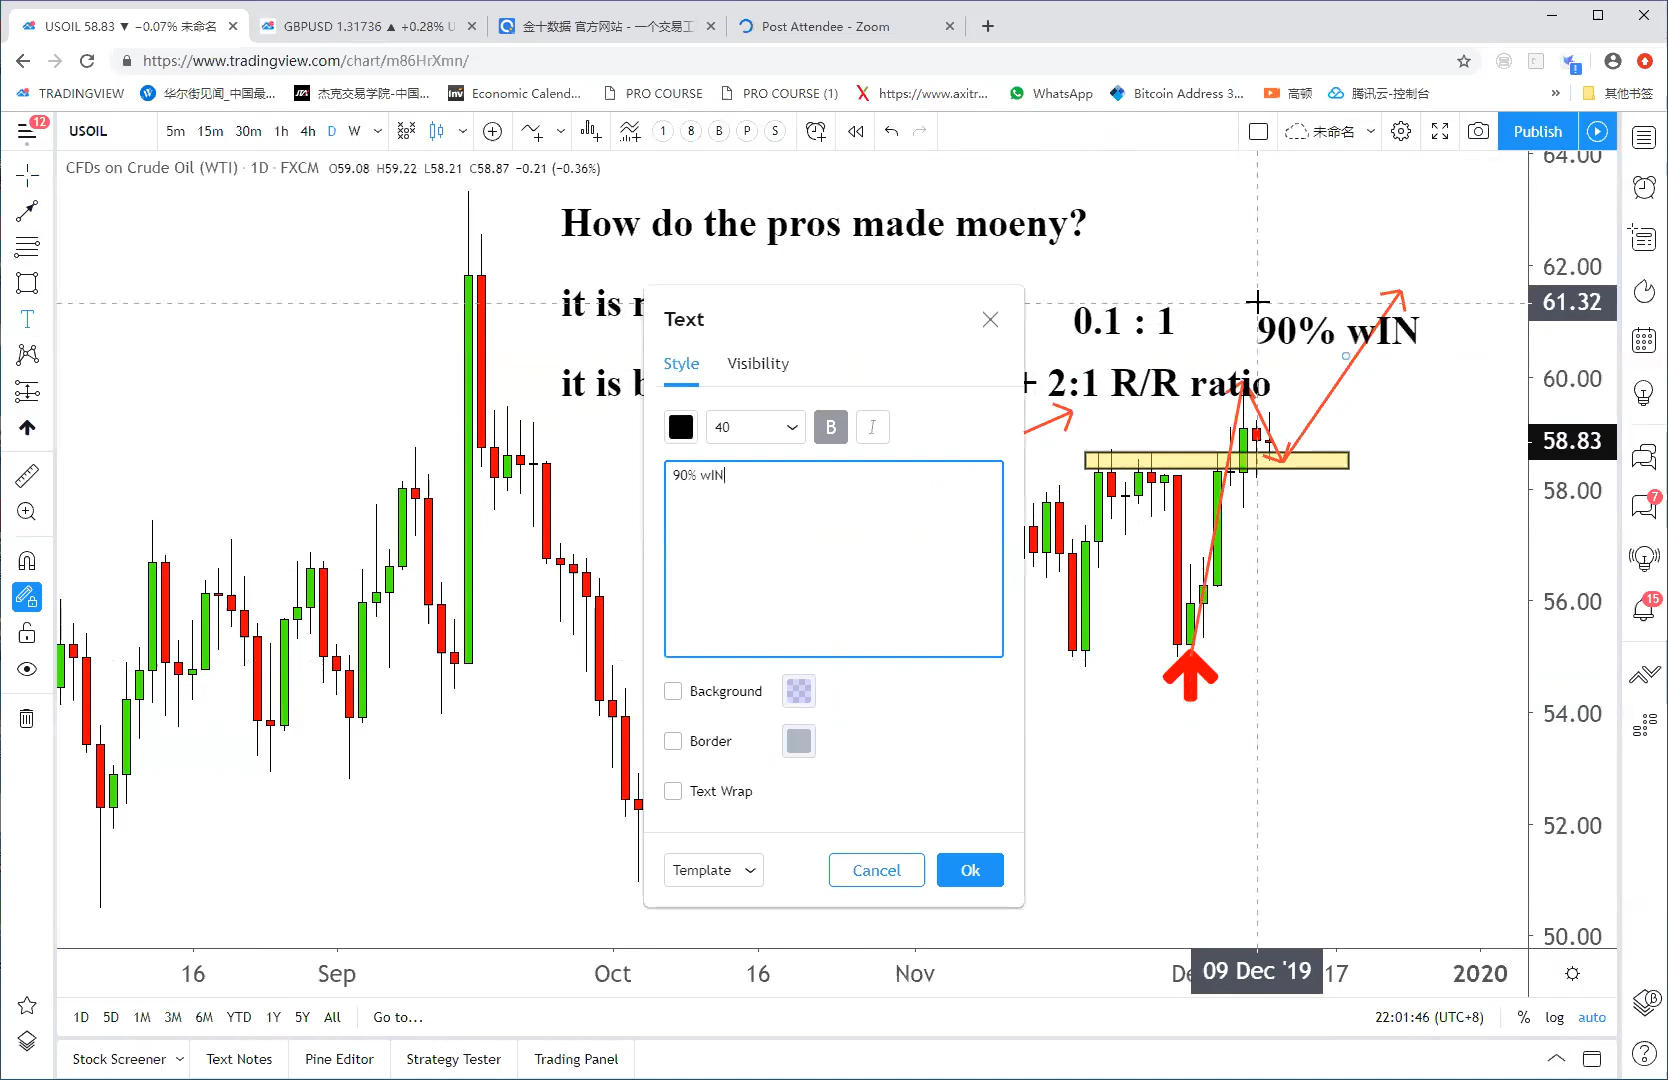 USOIL 58.83 ▼ −0.07% 未命名
GBPUSD 1.31736 ▲ +0.28% U
金十数据 官方网站 - 一个交易工
Post Attendee - Zoom
https://www.tradingview.com/chart/m86HrXmn/
TRADINGVIEW
华尔街见闻_中国最...
杰克交易学院-中国...
Economic Calend...
PRO COURSE
PRO COURSE (1)
https://www.axitr...
WhatsApp
Bitcoin Address 3...
高顿
腾讯云-控制台
»
其他书签
12
USOIL
5m 15m 30m 1h 4h D W
1 8 B P S
未命名
Publish
CFDs on Crude Oil (WTI) · 1D · FXCM O59.08 H59.22 L58.21 C58.87 −0.21 (−0.36%)
How do the pros made moeny?
it is
0.1 : 1
90% wIN
it is
+ 2:1 R/R ratio
Text
Style Visibility
40 B I
90% wIN
Background
Border
Text Wrap
Template
Cancel Ok
64.00
62.00
61.32
60.00
58.83
58.00
56.00
54.00
52.00
50.00
7
15
16 Sep Oct 16 Nov 09 Dec '19 17 2020
1D 5D 1M 3M 6M YTD 1Y 5Y All Go to...
22:01:46 (UTC+8) % log auto
Stock Screener Text Notes Pine Editor Strategy Tester Trading Panel